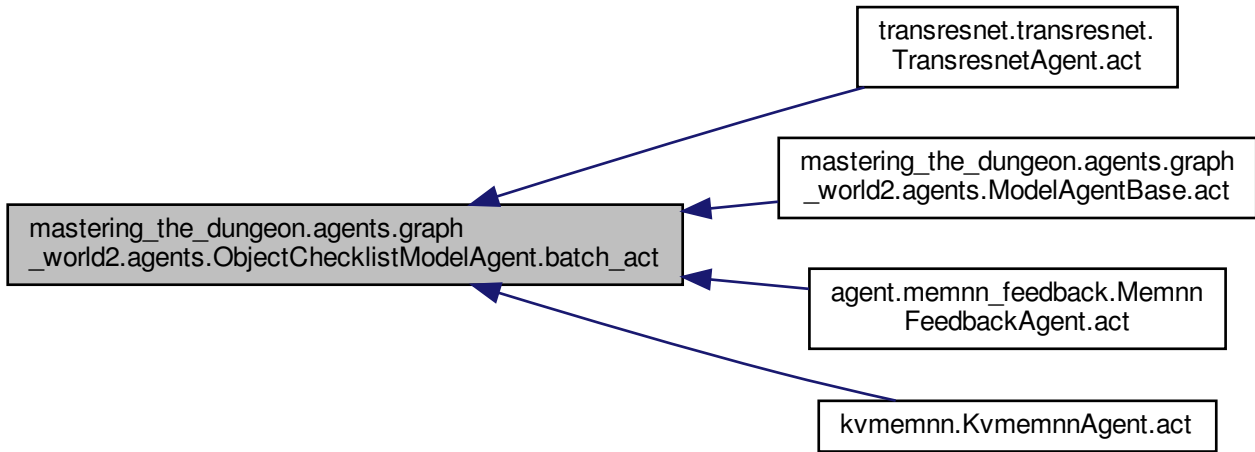 transresnet.transresnet.
TransresnetAgent.act
mastering_the_dungeon.agents.graph
_world2.agents.ModelAgentBase.act
mastering_the_dungeon.agents.graph
_world2.agents.ObjectChecklistModelAgent.batch_act
agent.memnn_feedback.Memnn
FeedbackAgent.act
kvmemnn.KvmemnnAgent.act